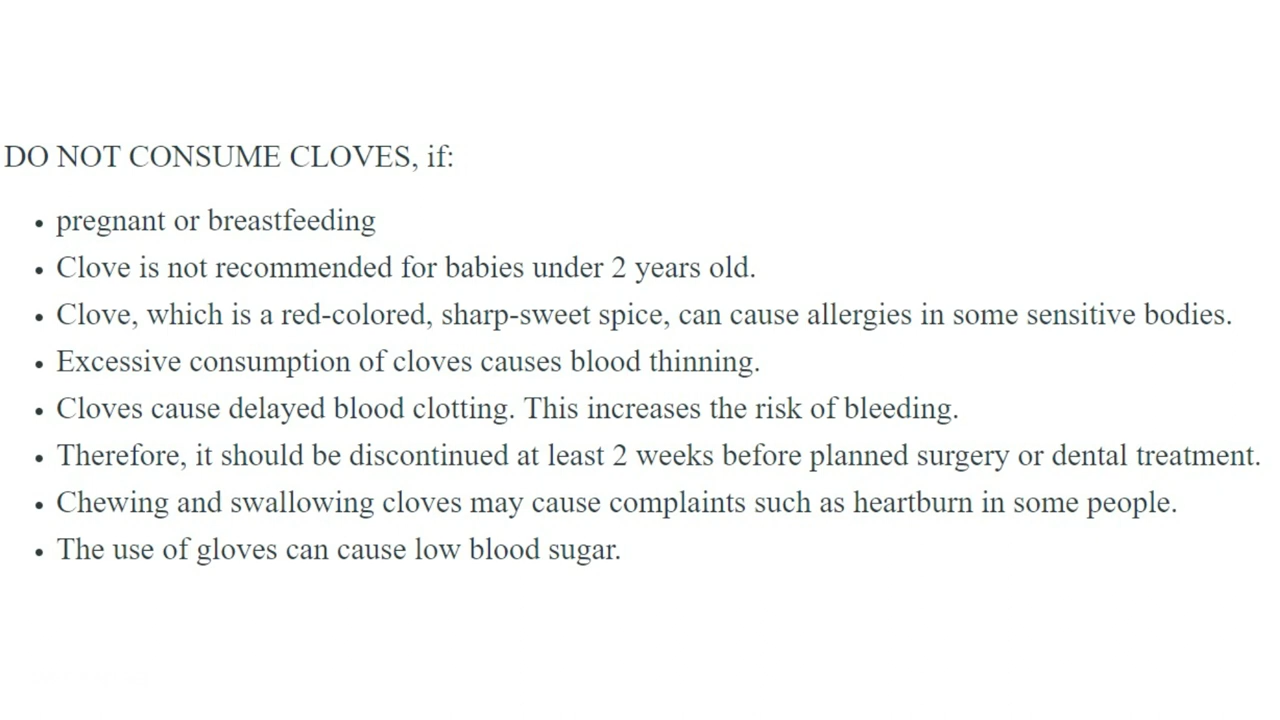 DO NOT CONSUME CLOVES, if:
• pregnant or breastfeeding
• Clove is not recommended for babies under 2 years old.
• Clove, which is a red-colored, sharp-sweet spice, can cause allergies in some sensitive bodies.
• Excessive consumption of cloves causes blood thinning.
• Cloves cause delayed blood clotting. This increases the risk of bleeding.
• Therefore, it should be discontinued at least 2 weeks before planned surgery or dental treatment.
• Chewing and swallowing cloves may cause complaints such as heartburn in some people.
• The use of gloves can cause low blood sugar.